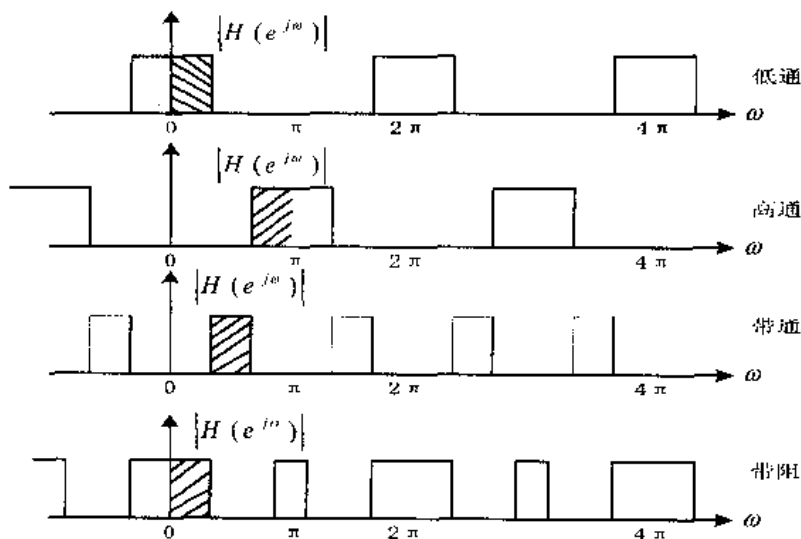 |H(e^{jω})|
低通
0 π 2π 4π ω
|H(e^{jω})|
高通
0 π 2π 4π ω
|H(e^{jω})|
带通
0 π 2π 4π ω
|H(e^{jω})|
带阻
0 π 2π 4π ω